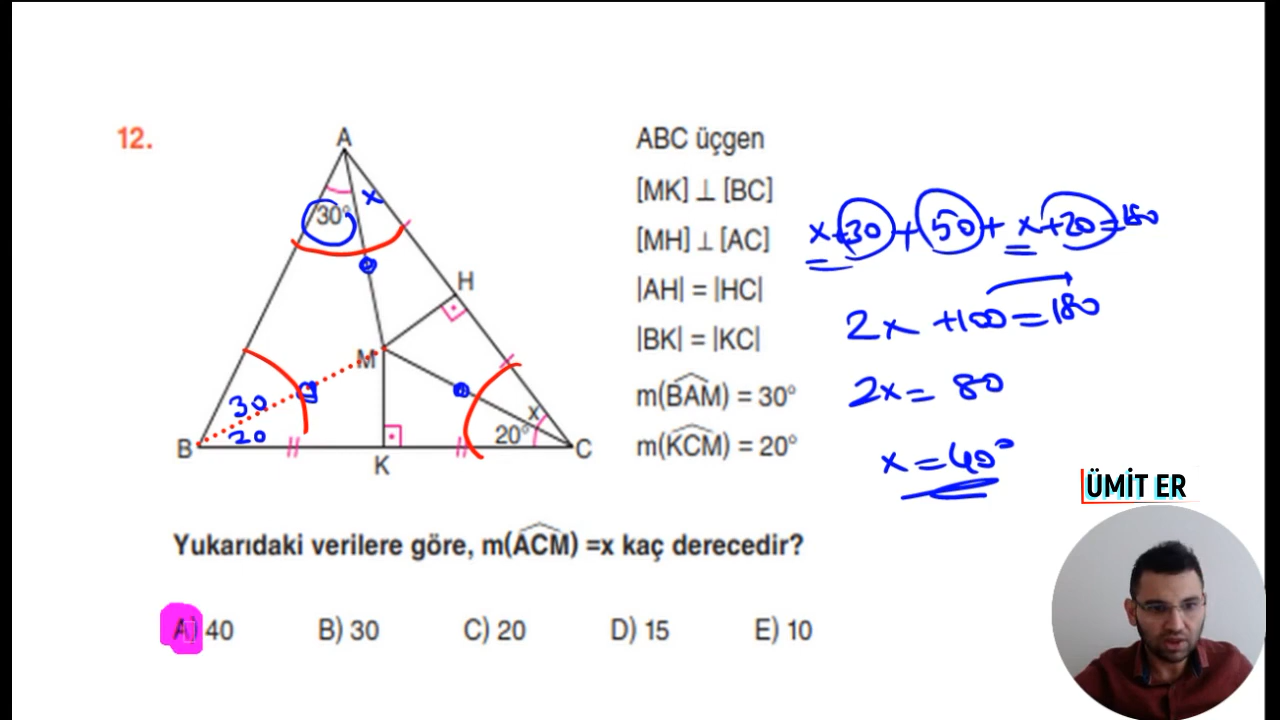 12.
A
30°
x
H
M
30
20
x
20°
B
K
C
ABC üçgen
[MK] ⊥ [BC]
[MH] ⊥ [AC]
|AH| = |HC|
|BK| = |KC|
m(BAM) = 30°
m(KCM) = 20°
x+30+50+x+20=180
2x +100=180
2x= 80
x=40°
ÜMİT ER
Yukarıdaki verilere göre, m(ACM) =x kaç derecedir?
A) 40 B) 30 C) 20 D) 15 E) 10